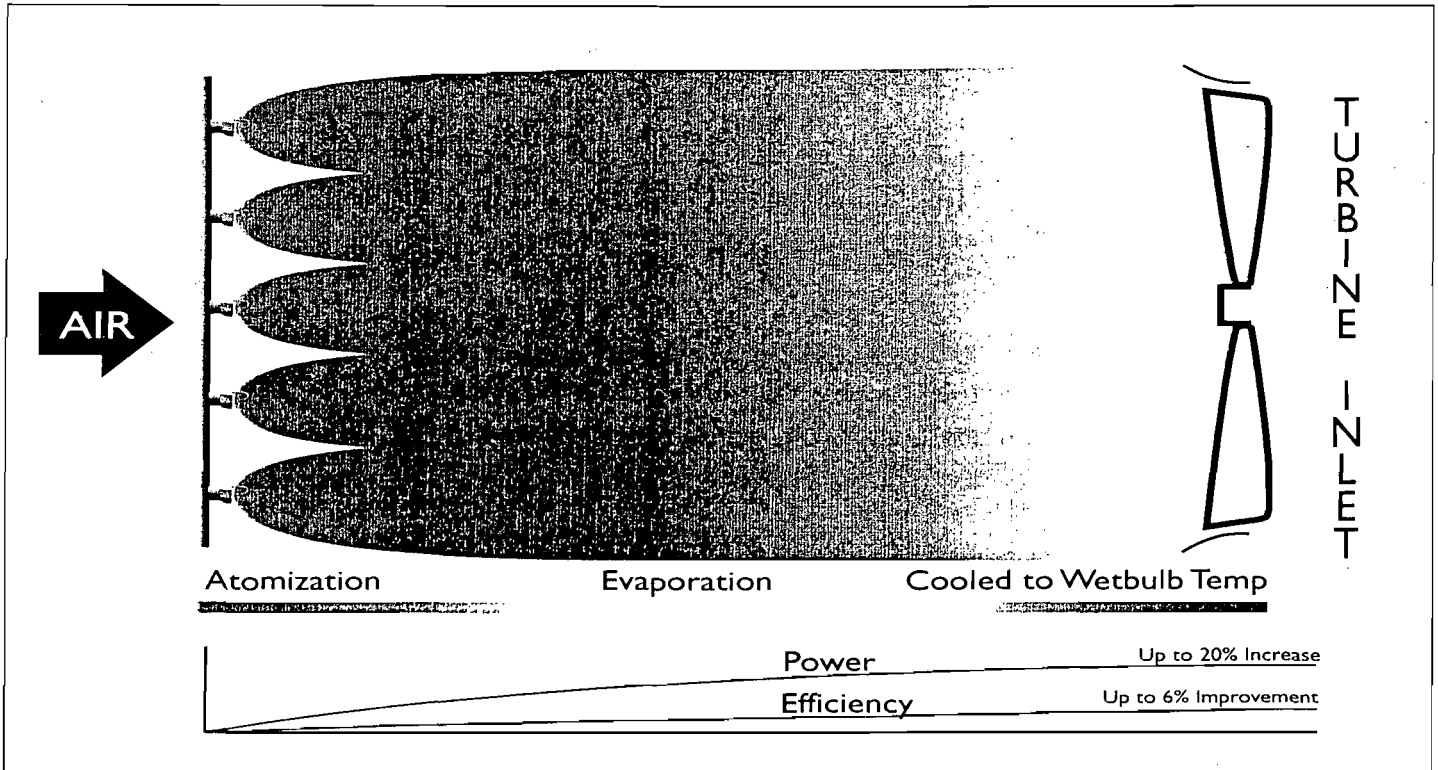 AIR
TURBINE INLET
Atomization Evaporation Cooled to Wetbulb Temp
Power Up to 20% Increase
Efficiency Up to 6% Improvement